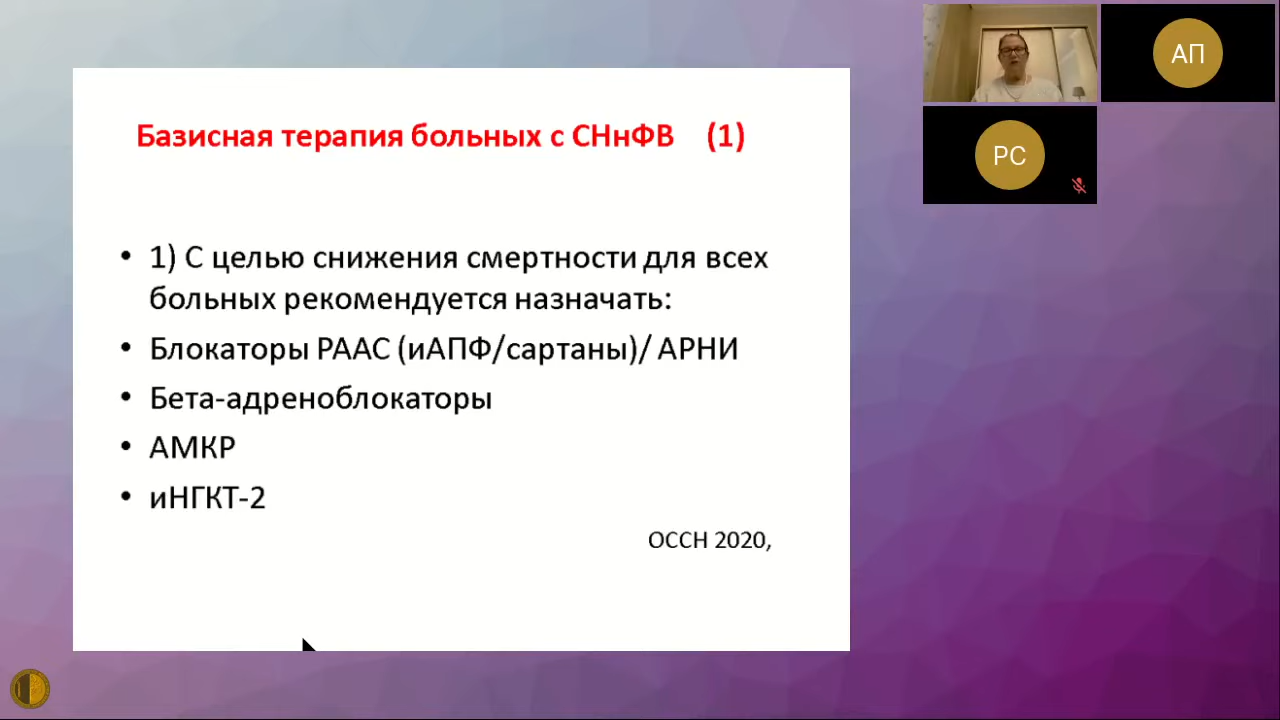 Базисная терапия больных с СНнФВ (1)
• 1) С целью снижения смертности для всех
больных рекомендуется назначать:
• Блокаторы РААС (иАПФ/сартаны)/ АРНИ
• Бета-адреноблокаторы
• АМКР
• иНГКТ-2
ОССН 2020,
АП
РС